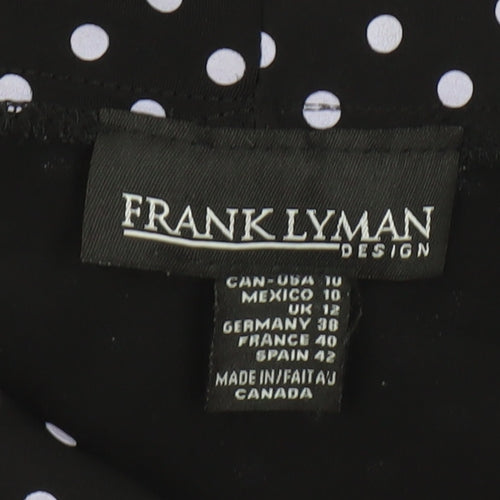 FRANK LYMAN
DESIGN
CAN-USA 10
MEXICO 10
UK 12
GERMANY 38
FRANCE 40
SPAIN 42
MADE IN/FAIT AU
CANADA